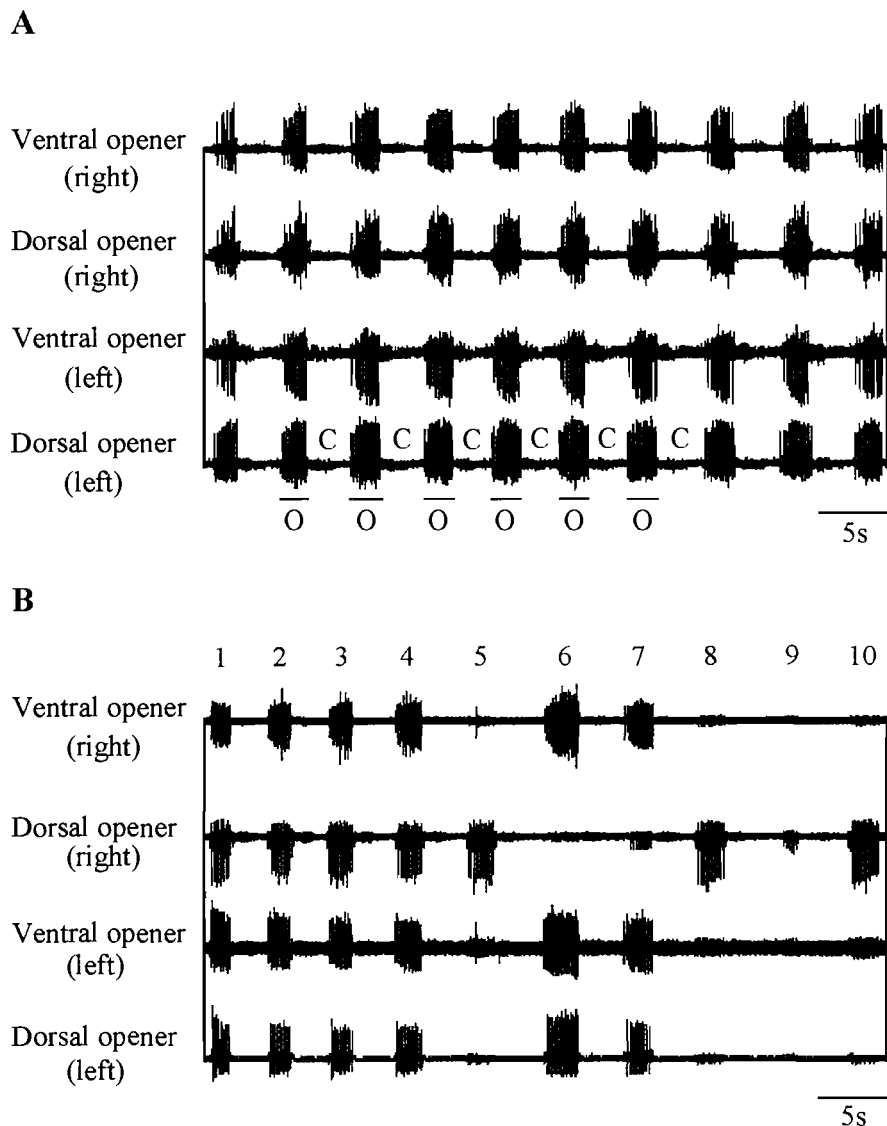 A
Ventral opener
(right)
Dorsal opener
(right)
Ventral opener
(left)
Dorsal opener
(left)
C C C C C C
O O O O O O
5s
B
1 2 3 4 5 6 7 8 9 10
Ventral opener
(right)
Dorsal opener
(right)
Ventral opener
(left)
Dorsal opener
(left)
5s